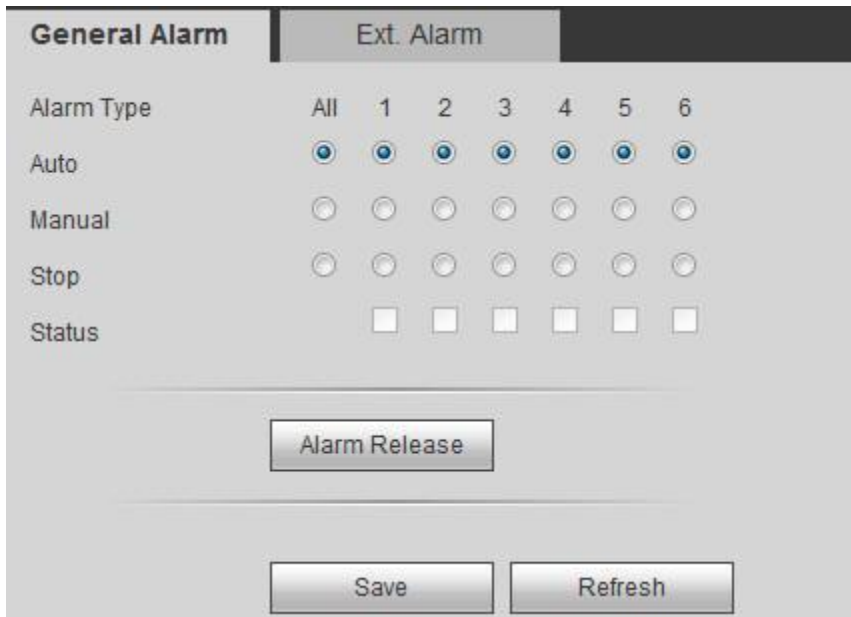 General Alarm Ext. Alarm
Alarm Type All 1 2 3 4 5 6
Auto
Manual
Stop
Status
Alarm Release
Save Refresh